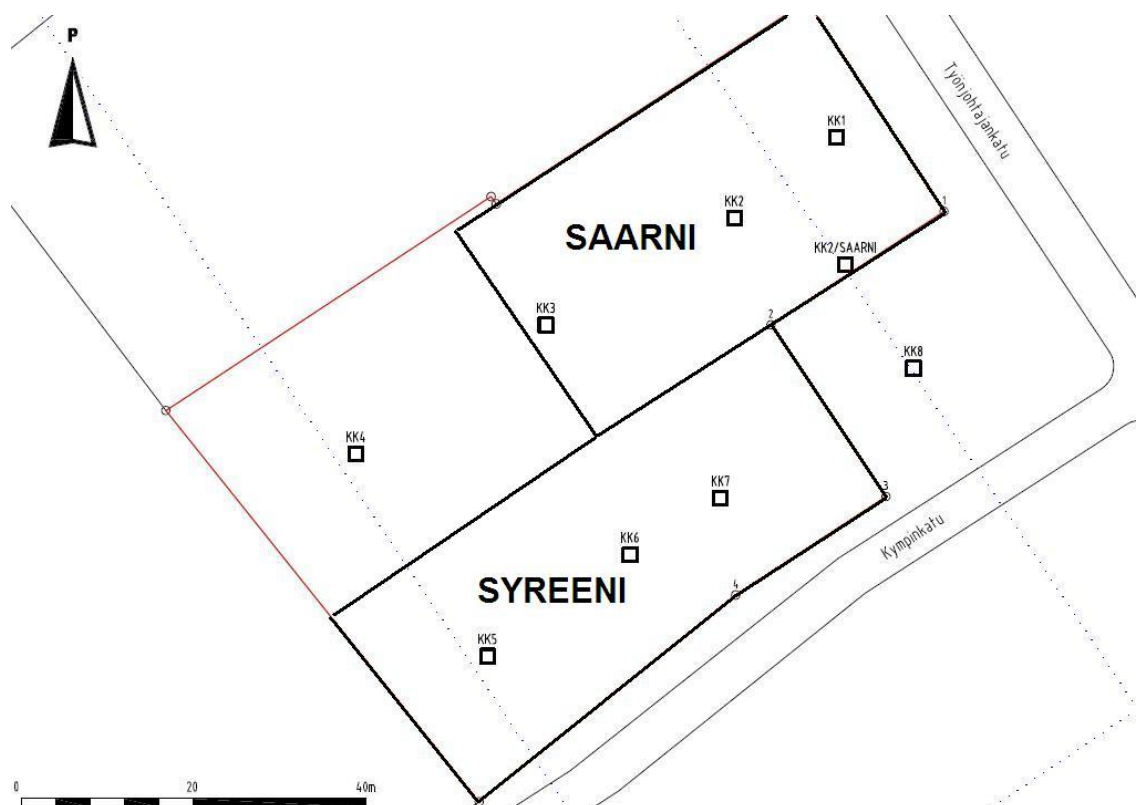 P
Työnjohtajankatu
KK1
1
KK2
SAARNI
KK2/SAARNI
KK3
2
KK8
KK4
KK7
3
Kympinkatu
KK6
SYREENI
4
KK5
0 20 40m